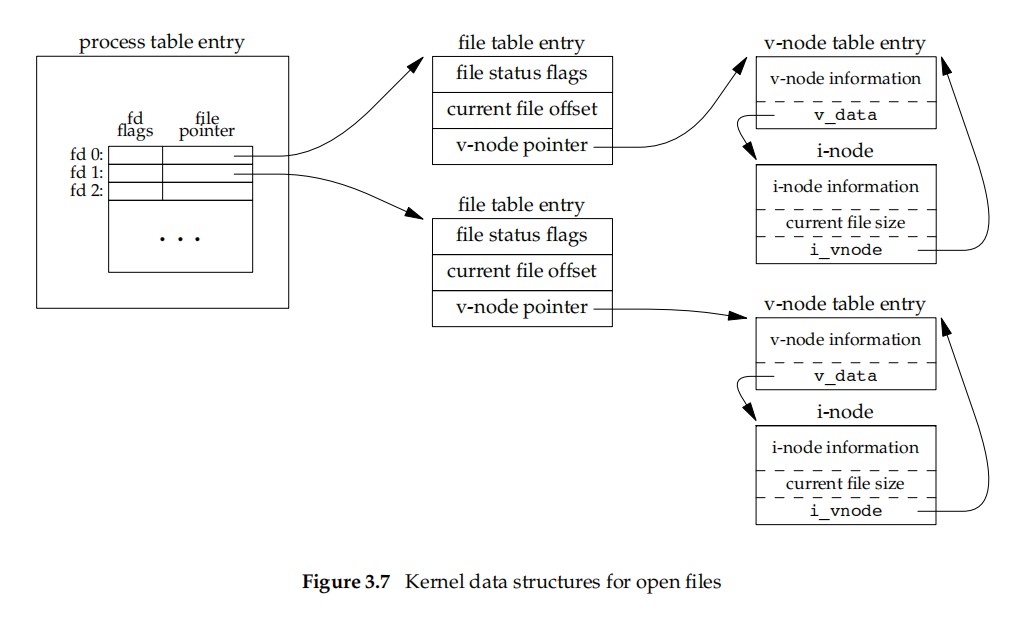 process table entry
fd
flags
file
pointer
fd 0:
fd 1:
fd 2:
. . .
file table entry
file status flags
current file offset
v-node pointer
file table entry
file status flags
current file offset
v-node pointer
v-node table entry
v-node information
v_data
i-node
i-node information
current file size
i_vnode
v-node table entry
v-node information
v_data
i-node
i-node information
current file size
i_vnode
Figure 3.7 Kernel data structures for open files